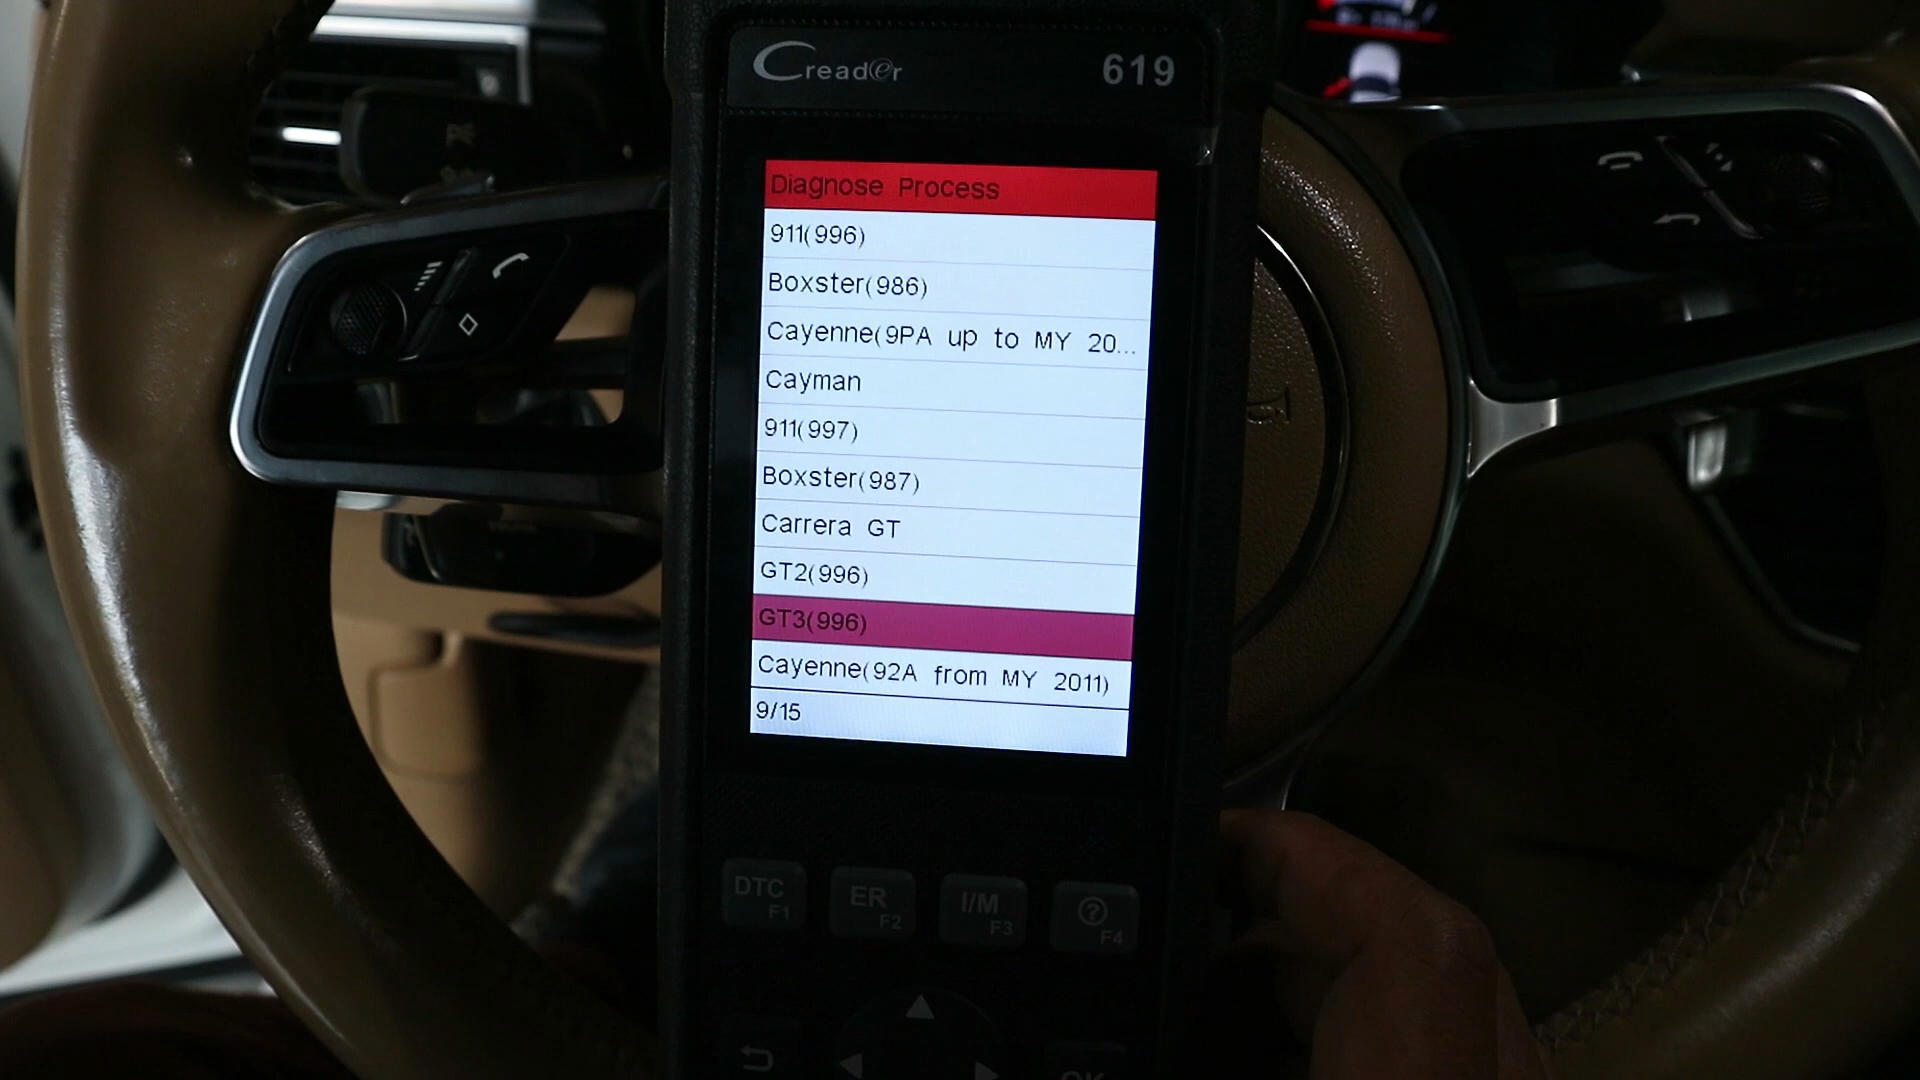 Creader 619
Diagnose Process
911(996)
Boxster(986)
Cayenne(9PA up to MY 20...
Cayman
911(997)
Boxster(987)
Carrera GT
GT2(996)
GT3(996)
Cayenne(92A from MY 2011)
9/15
DTC F1
ER F2
I/M F3
? F4
OK